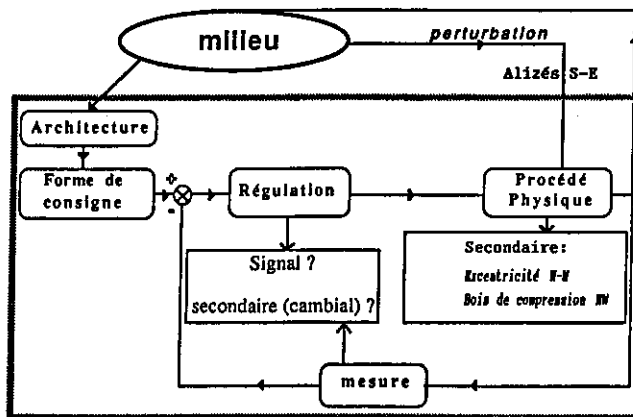 milieu
perturbation
Alizés S-E
Architecture
Forme de
consigne
+
-
Régulation
Procédé
Physique
Signal ?
secondaire (cambial) ?
Secondaire:
Excentricité
Bois de compression NW
mesure